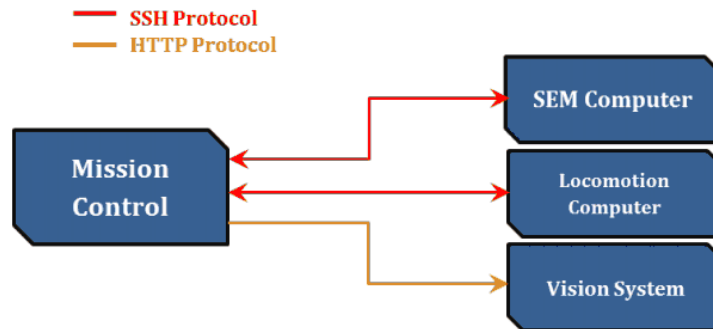 SSH Protocol
HTTP Protocol
SEM Computer
Mission
Control
Locomotion
Computer
Vision System